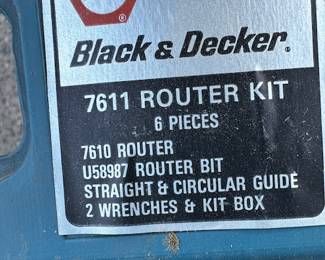 Black & Decker®
7611 ROUTER KIT
6 PIECES
7610 ROUTER
U58987 ROUTER BIT
STRAIGHT & CIRCULAR GUIDE
2 WRENCHES & KIT BOX